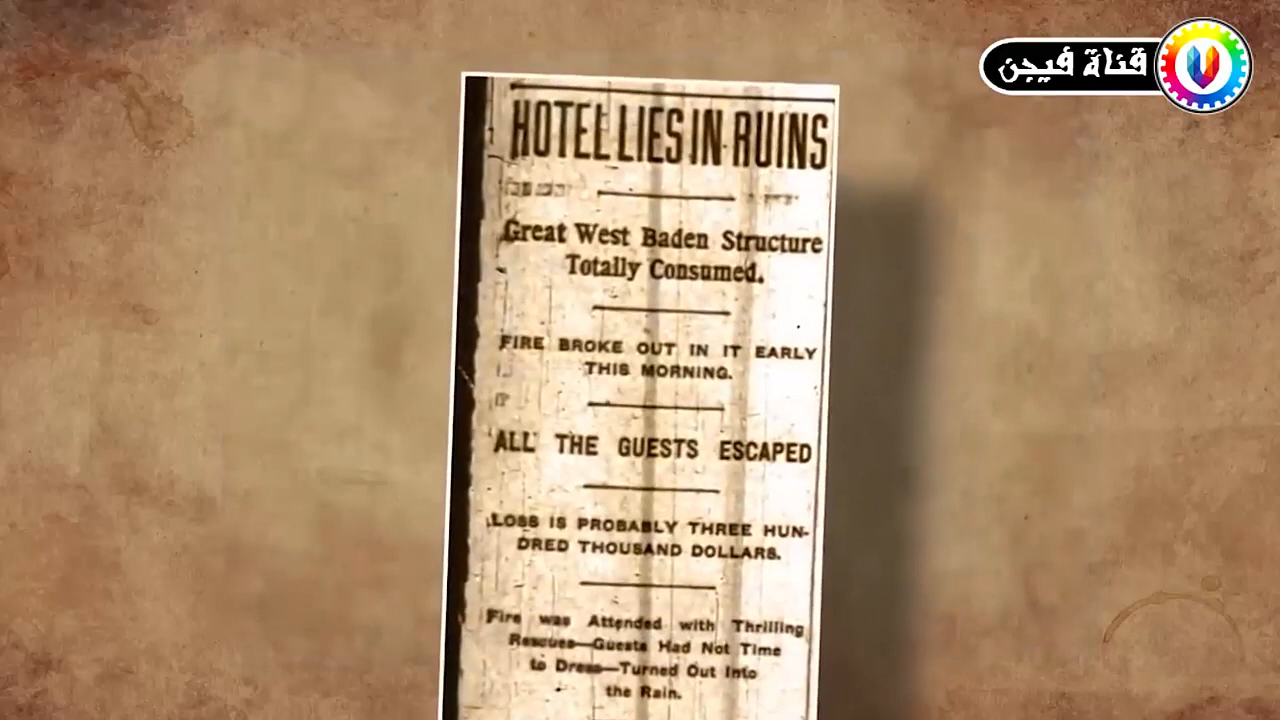 قناة فيجن
HOTEL LIES IN RUINS
Great West Baden Structure
Totally Consumed.
FIRE BROKE OUT IN IT EARLY
THIS MORNING.
ALL THE GUESTS ESCAPED
LOSS IS PROBABLY THREE HUN-
DRED THOUSAND DOLLARS.
Fire was Attended with Thrilling
Rescues—Guests Had Not Time
to Dress—Turned Out Into
the Rain.